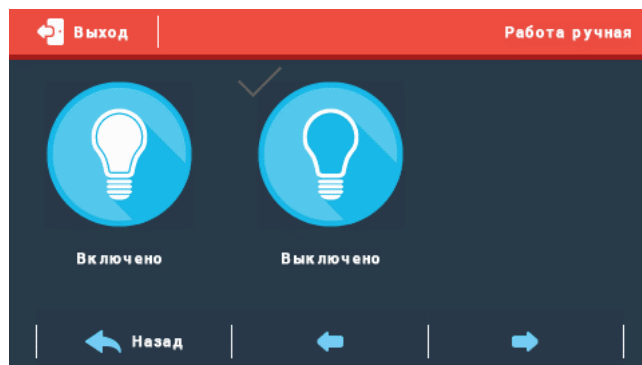 Выход
Работа ручная
Включено
Выключено
Назад